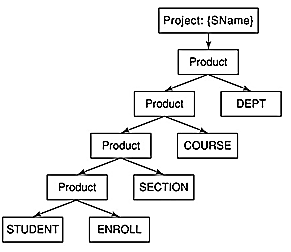 Project: {SName}
Product
Product
DEPT
Product
COURSE
Product
SECTION
STUDENT
ENROLL